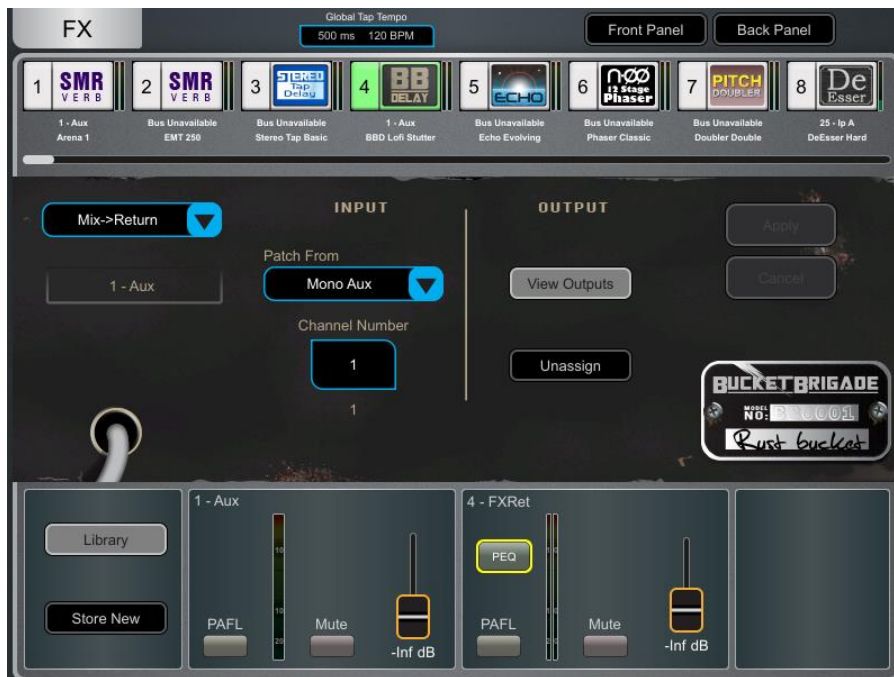 FX
Global Tap Tempo
500 ms 120 BPM
Front Panel
Back Panel
1 SMR VERB
2 SMR VERB
3 STEREO Tap Delay
4 BB DELAY
5 ECHO
6 n00 12 Stage Phaser
7 PITCH DOUBLER
8 De Esser
1 - Aux
Arena 1
Bus Unavailable
EMT 250
Bus Unavailable
Stereo Tap Basic
1 - Aux
BBD Lofi Stutter
Bus Unavailable
Echo Evolving
Bus Unavailable
Phaser Classic
Bus Unavailable
Doubler Double
25 - Ip A
DeEsser Hard
Mix->Return
1 - Aux
INPUT
Patch From
Mono Aux
Channel Number
1
1
OUTPUT
View Outputs
Unassign
Apply
Cancel
BUCKETBRIGADE
MODEL NO:
Rust bucket
Library
Store New
1 - Aux
10
10
20
PAFL
Mute
-Inf dB
4 - FXRet
PEQ
PAFL
Mute
-Inf dB